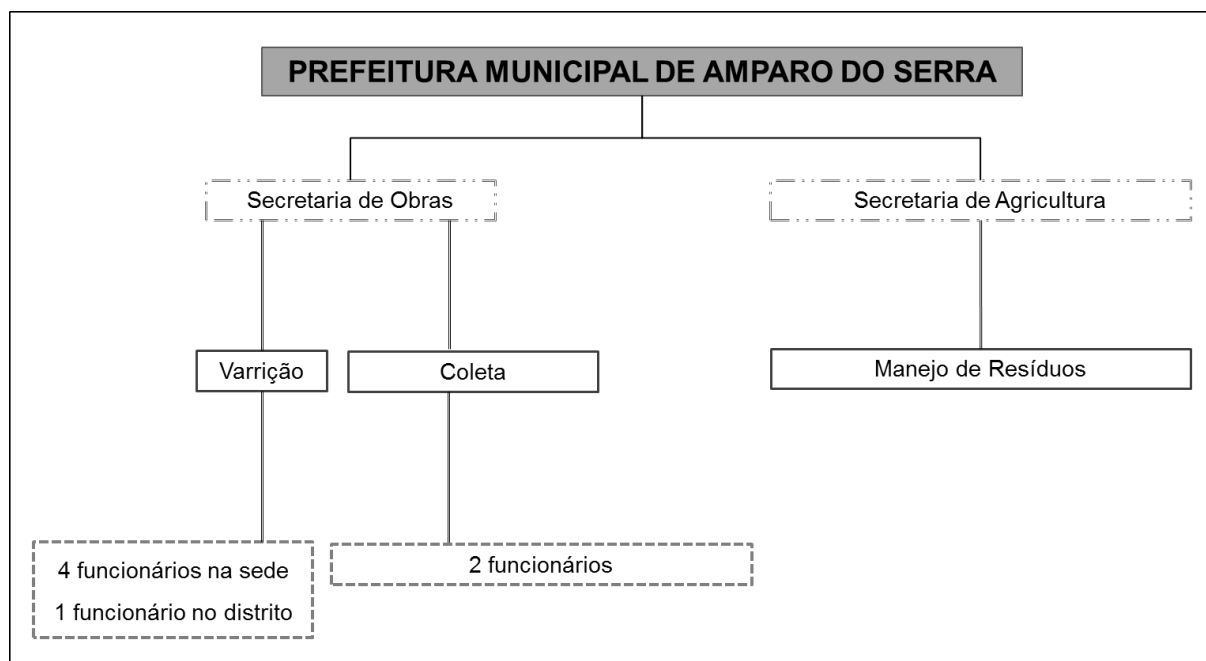 PREFEITURA MUNICIPAL DE AMPARO DO SERRA
Secretaria de Obras
Secretaria de Agricultura
Varrição
Coleta
Manejo de Resíduos
4 funcionários na sede
1 funcionário no distrito
2 funcionários